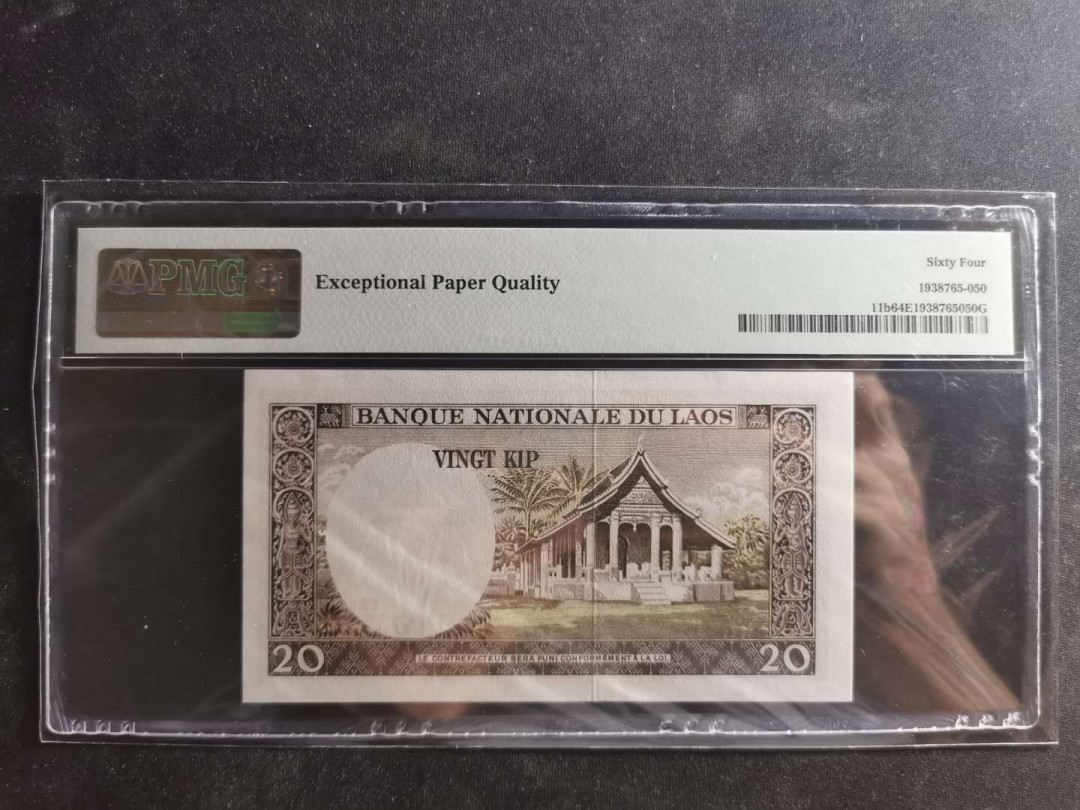 PMG
Exceptional Paper Quality
Sixty Four
1938765-050
11b64E1938765050G
BANQUE NATIONALE DU LAOS
VINGT KIP
20
LE CONTREFACTEUR SERA PUNI CONFORMEMENT A LA LOI.
20